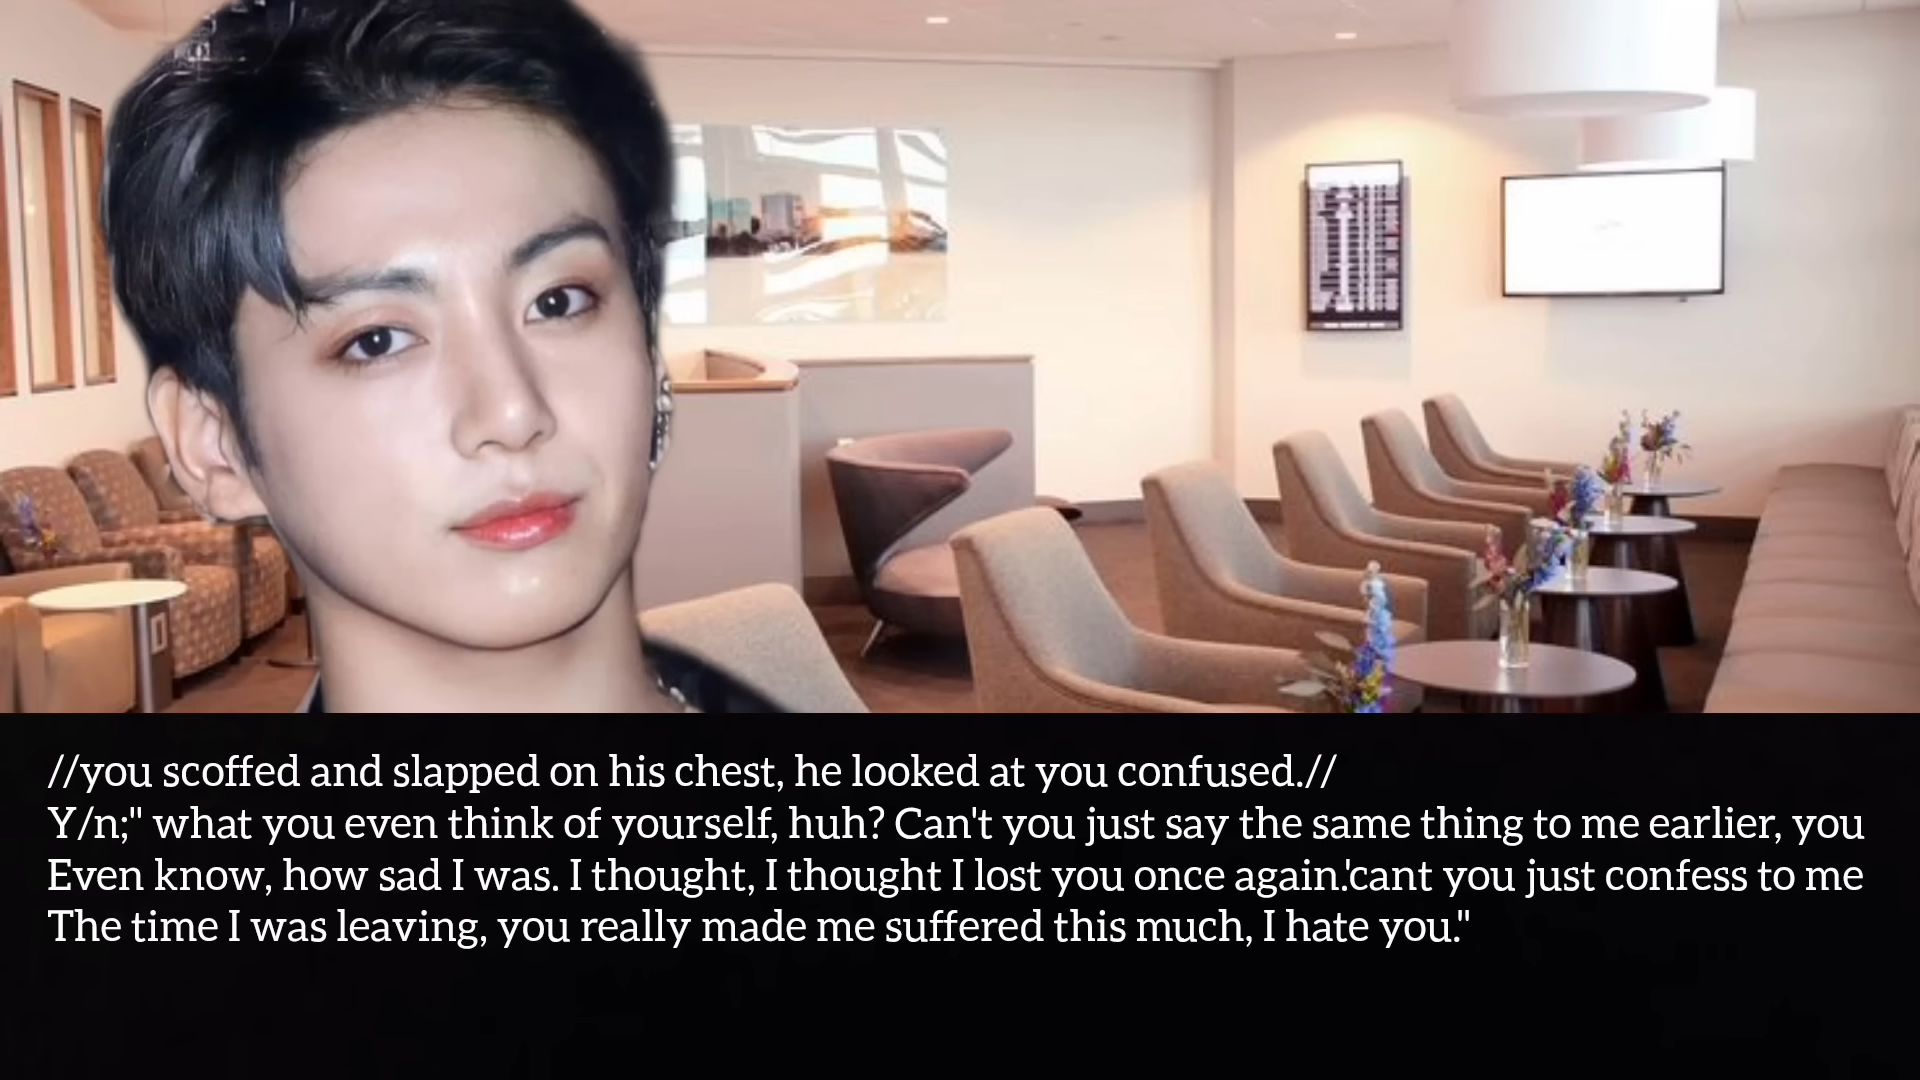 //you scoffed and slapped on his chest, he looked at you confused.//
Y/n;" what you even think of yourself, huh? Can't you just say the same thing to me earlier, you
Even know, how sad I was. I thought, I thought I lost you once again.'cant you just confess to me
The time I was leaving, you really made me suffered this much, I hate you."